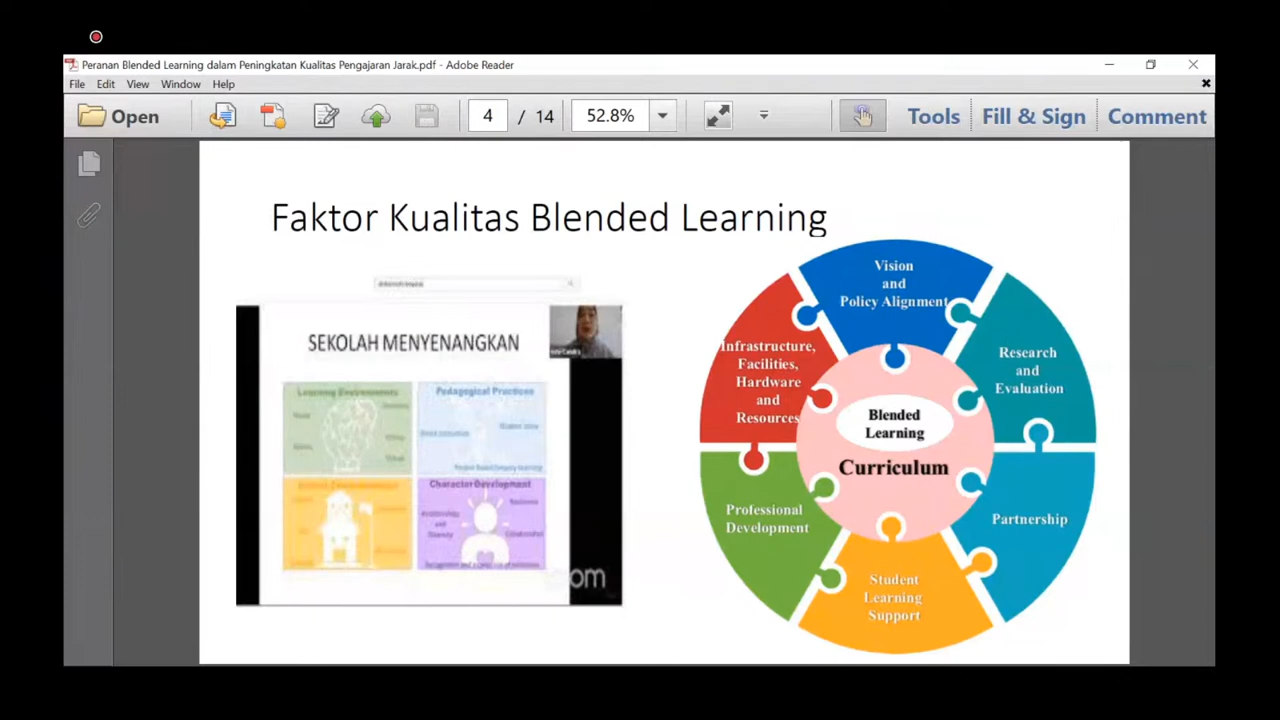 Peranan Blended Learning dalam Peningkatan Kualitas Pengajaran Jarak.pdf - Adobe Reader
File Edit View Window Help
Open
4 / 14
52.8%
Tools
Fill & Sign
Comment
Faktor Kualitas Blended Learning
SEKOLAH MENYENANGKAN
Learning Environments
Pedagogical Practices
Character Development
Vision
and
Policy Alignment
Research
and
Evaluation
Partnership
Student
Learning
Support
Professional
Development
Infrastructure,
Facilities,
Hardware
and
Resources
Blended
Learning
Curriculum